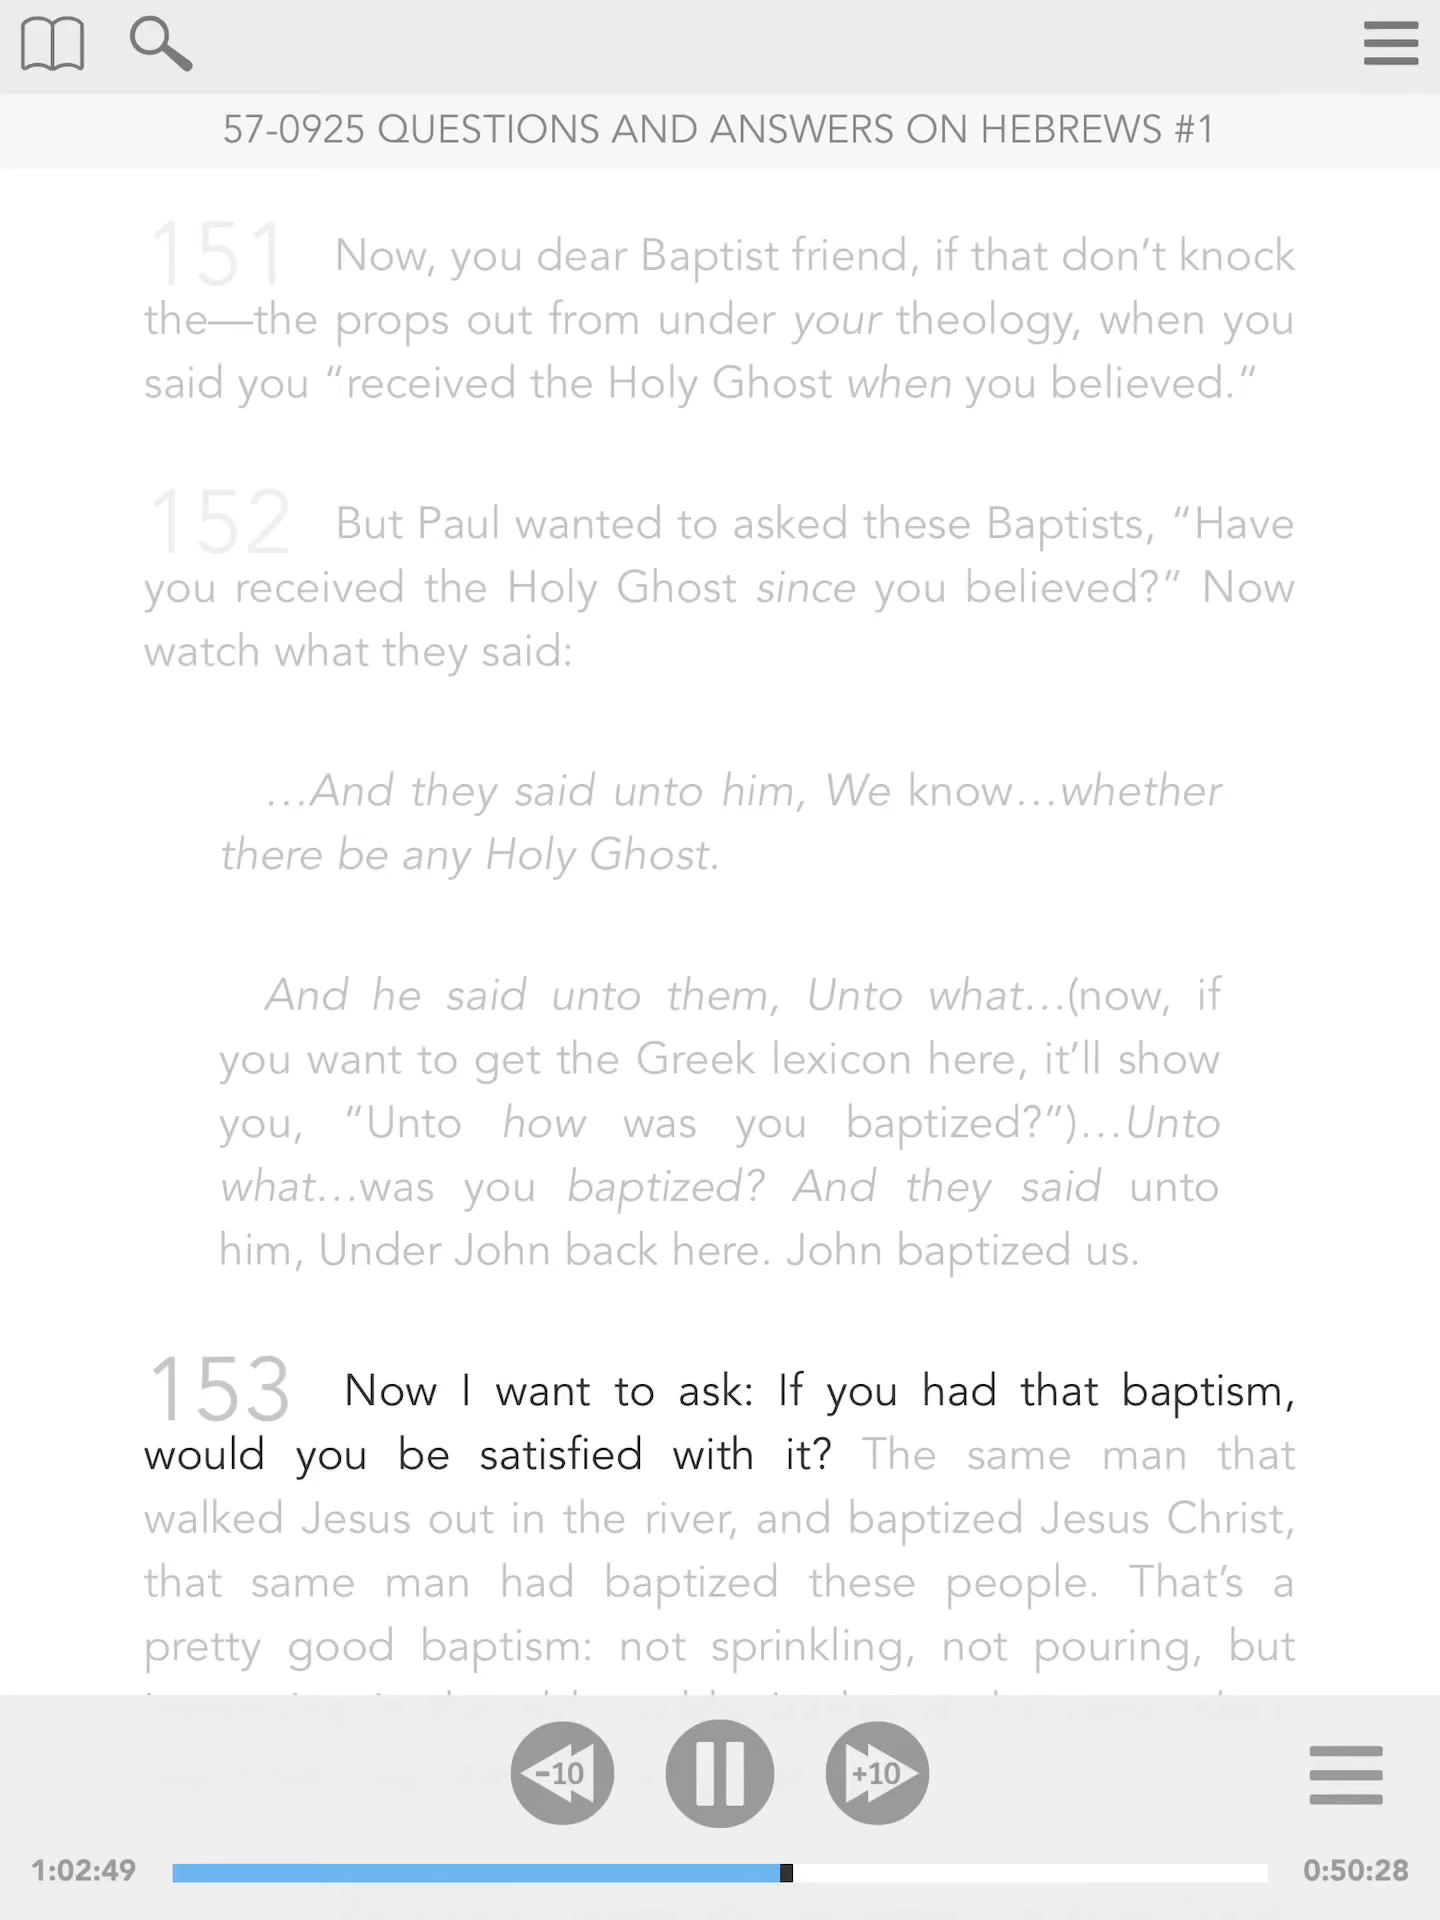 57-0925 QUESTIONS AND ANSWERS ON HEBREWS #1
151 Now, you dear Baptist friend, if that don’t knock
the—the props out from under your theology, when you
said you “received the Holy Ghost when you believed.”
152 But Paul wanted to asked these Baptists, “Have
you received the Holy Ghost since you believed?” Now
watch what they said:
…And they said unto him, We know…whether
there be any Holy Ghost.
And he said unto them, Unto what…(now, if
you want to get the Greek lexicon here, it’ll show
you, “Unto how was you baptized?”)…Unto
what…was you baptized? And they said unto
him, Under John back here. John baptized us.
153 Now I want to ask: If you had that baptism,
would you be satisfied with it? The same man that
walked Jesus out in the river, and baptized Jesus Christ,
that same man had baptized these people. That’s a
pretty good baptism: not sprinkling, not pouring, but
-10 +10
1:02:49 0:50:28